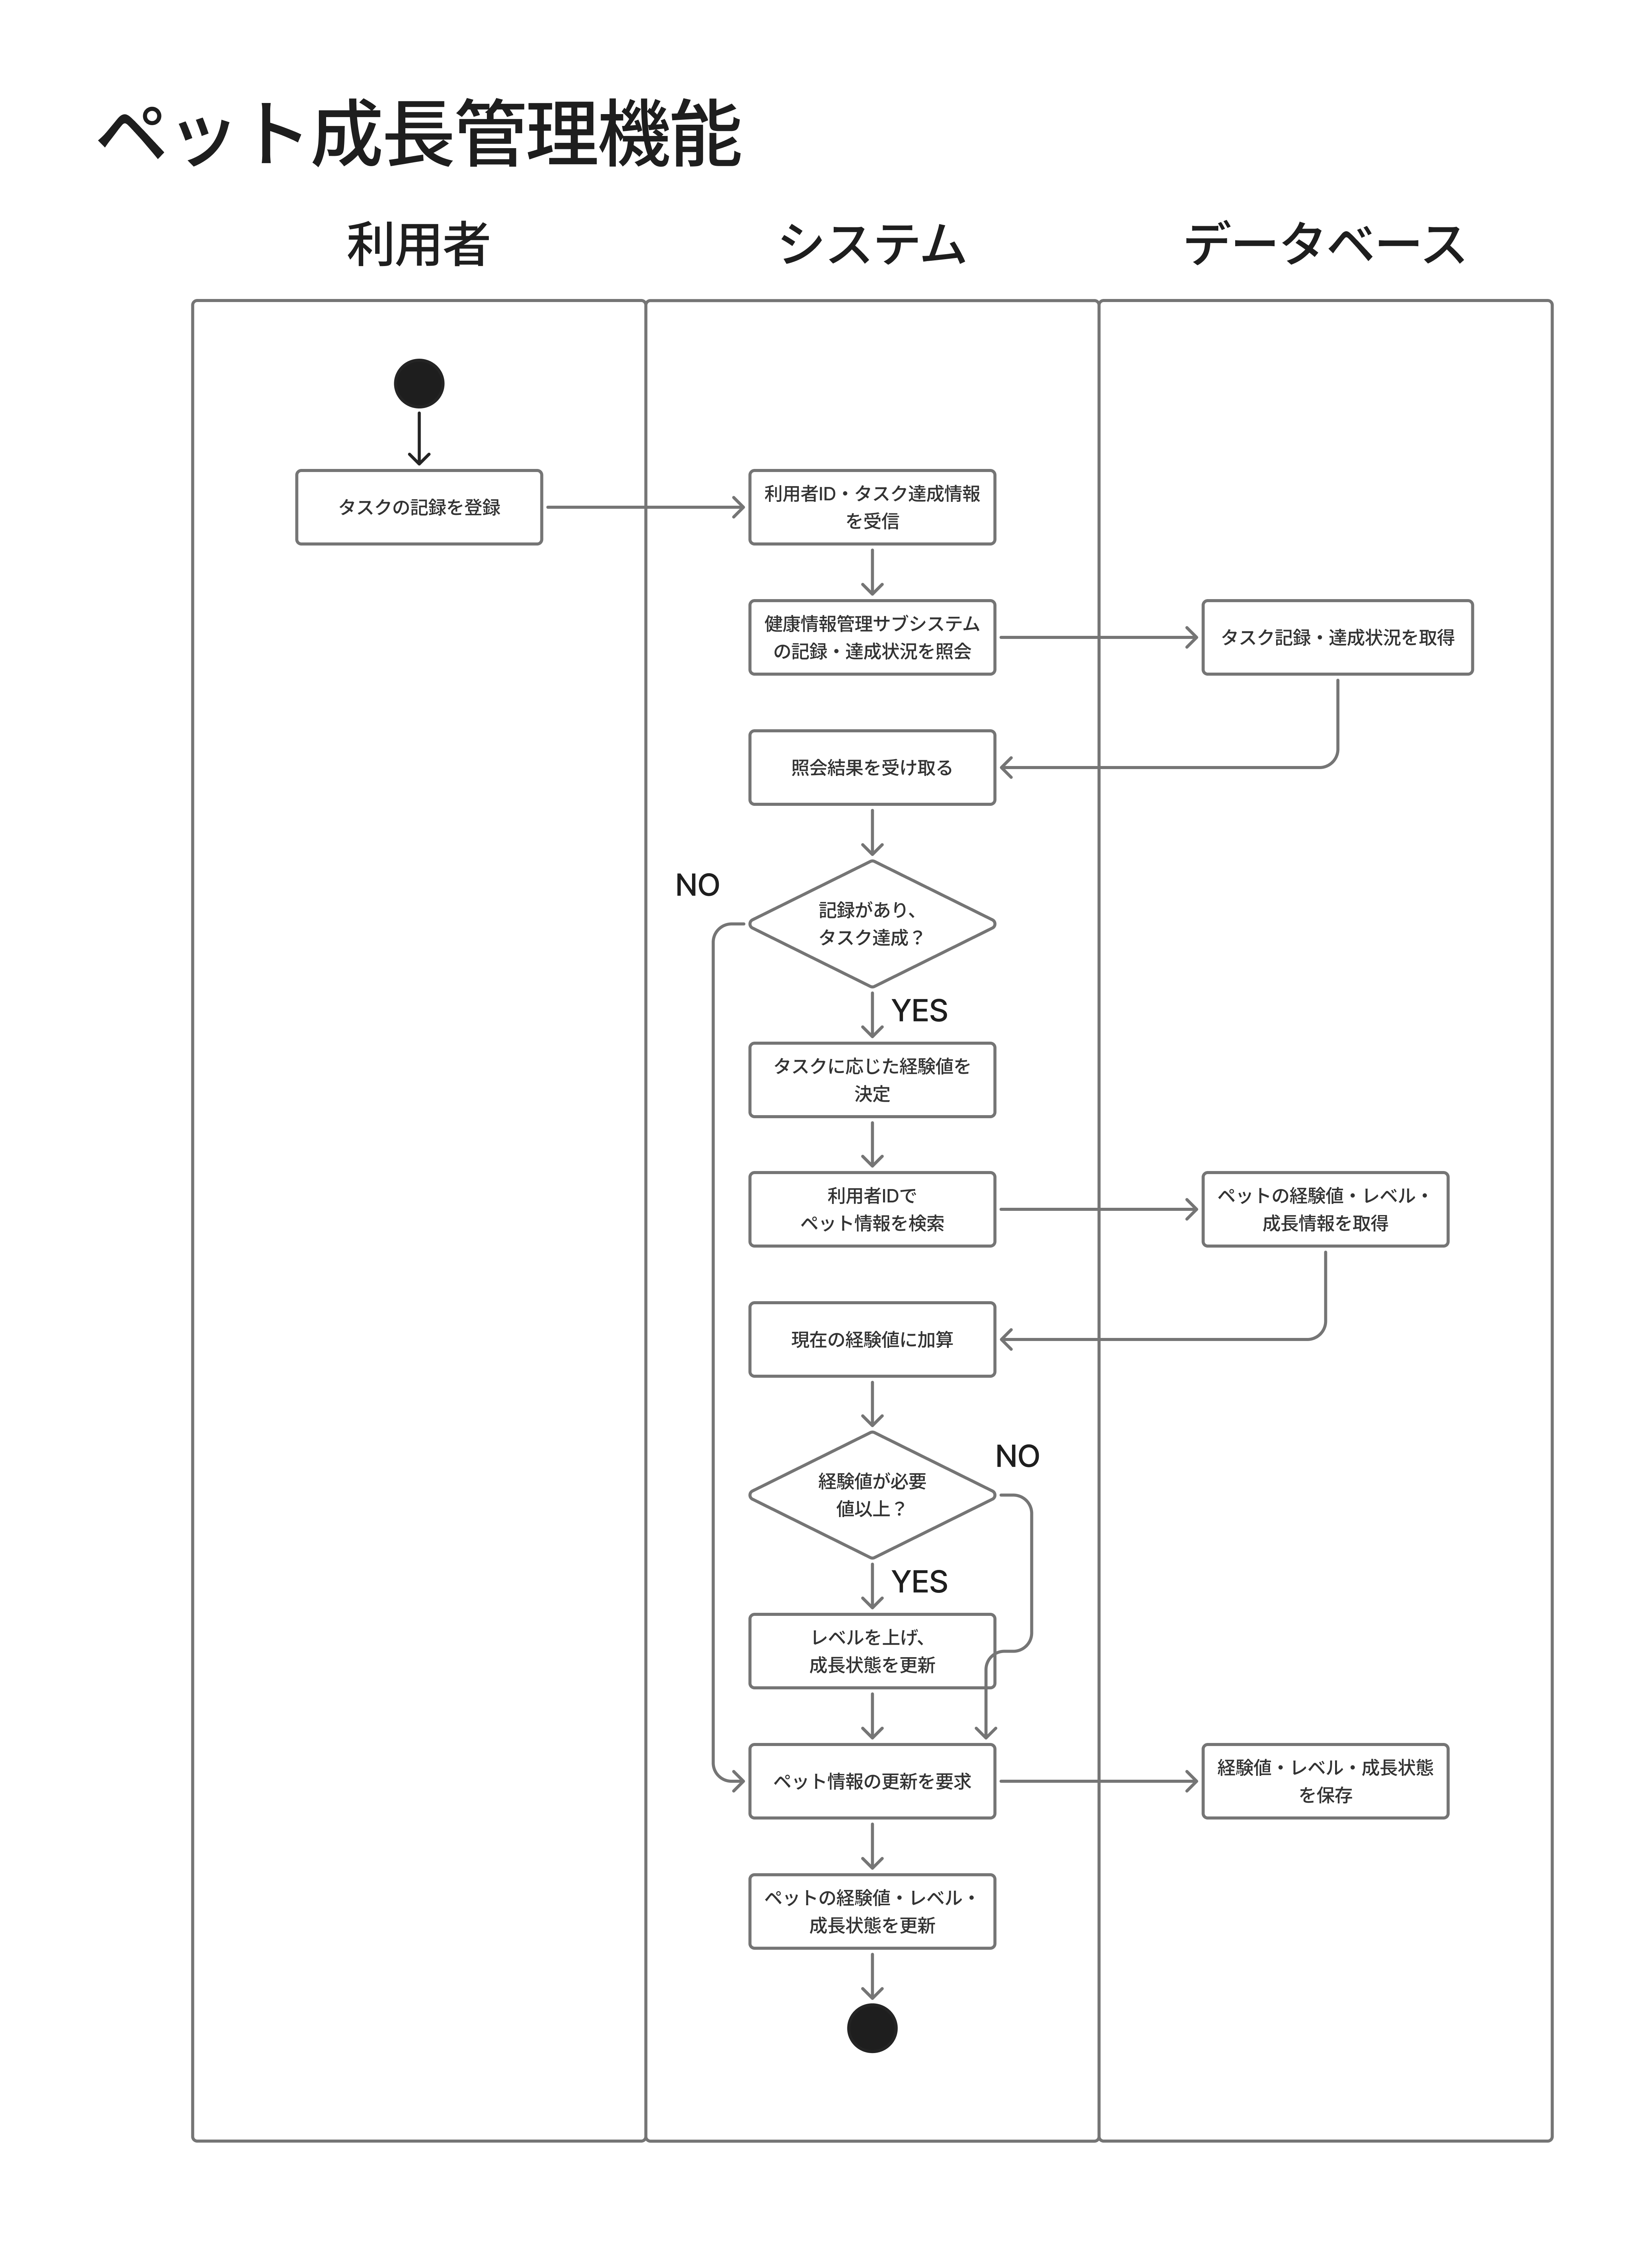 ペット成長管理機能
利用者
システム
データベース
タスクの記録を登録
利用者ID・タスク達成情報
を受信
健康情報管理サブシステム
の記録・達成状況を照会
タスク記録・達成状況を取得
照会結果を受け取る
NO
記録があり、
タスク達成？
YES
タスクに応じた経験値を
決定
利用者IDで
ペット情報を検索
ペットの経験値・レベル・
成長情報を取得
現在の経験値に加算
NO
経験値が必要
値以上？
YES
レベルを上げ、
成長状態を更新
ペット情報の更新を要求
経験値・レベル・成長状態
を保存
ペットの経験値・レベル・
成長状態を更新